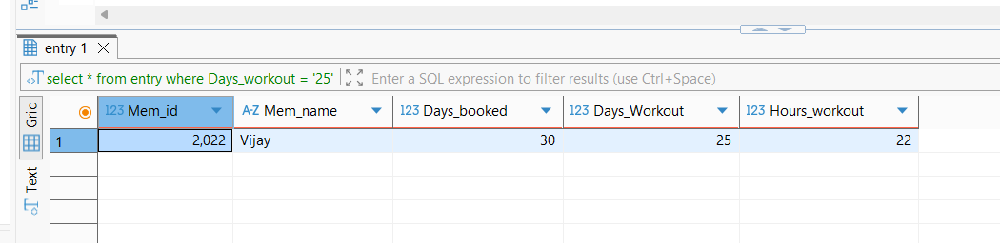 entry 1
select * from entry where Days_workout = '25' Enter a SQL expression to filter results (use Ctrl+Space)
Grid
Text
123 Mem_id A-Z Mem_name 123 Days_booked 123 Days_Workout 123 Hours_workout
1 2,022 Vijay 30 25 22